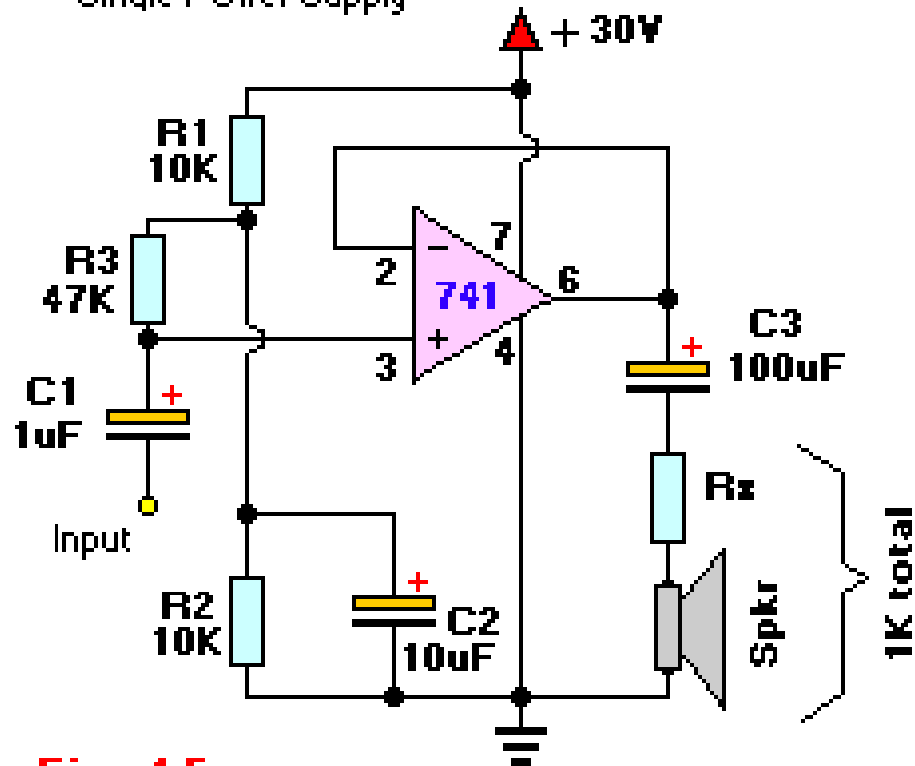 + 30V
R1
10K
R3
47K
7
2
741
6
3
+
4
C3
+
100uF
C1
+
1uF
Input
Rx
R2
10K
+
C2
10uF
Spkr
1K total